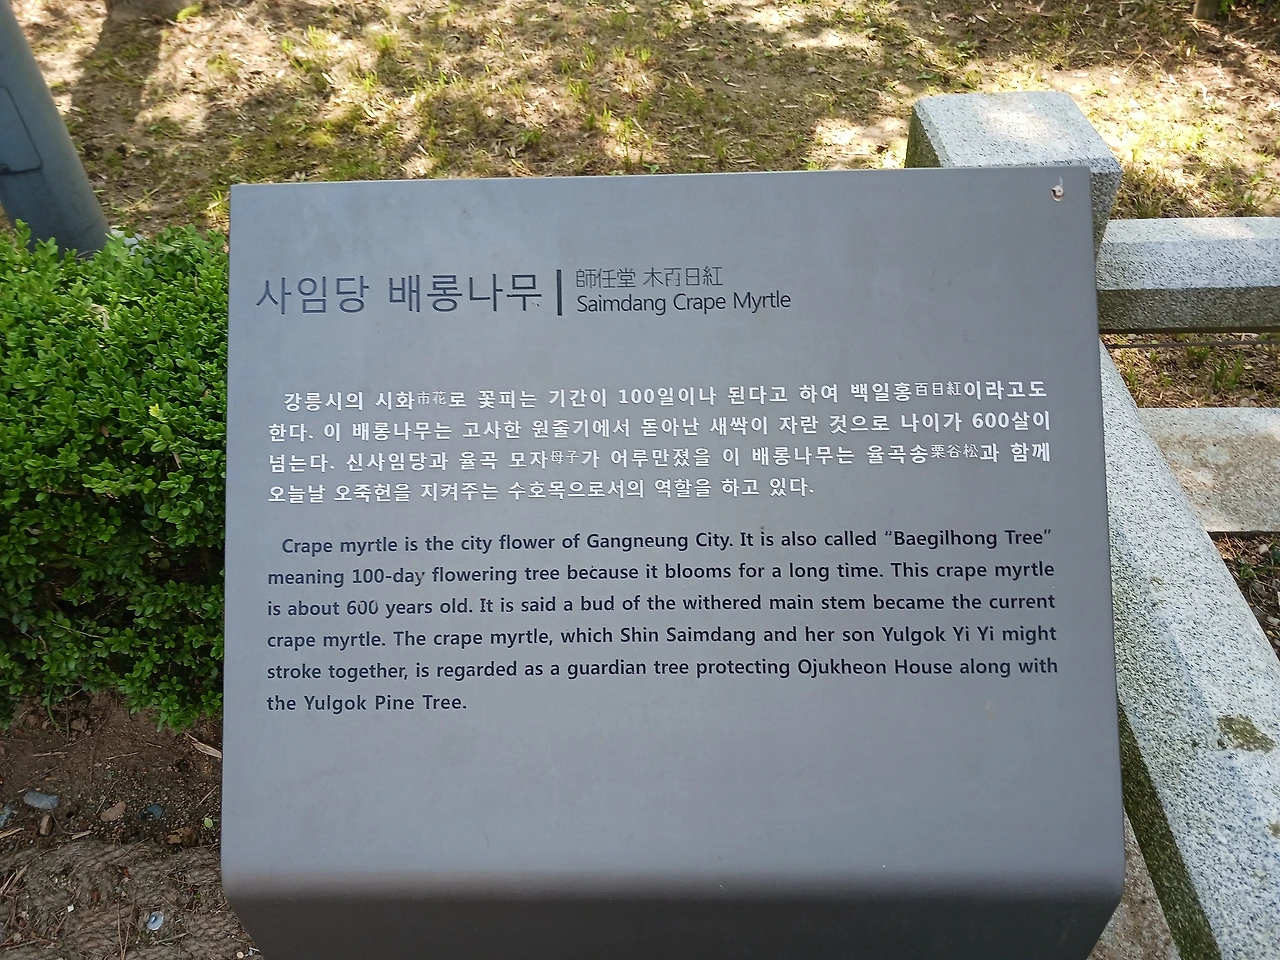 사임당 배롱나무 | 師任堂 木百日紅
Saimdang Crape Myrtle
강릉시의 시화市花로 꽃피는 기간이 100일이나 된다고 하여 백일홍百日紅이라고도
한다. 이 배롱나무는 고사한 원줄기에서 돋아난 새싹이 자란 것으로 나이가 600살이
넘는다. 신사임당과 율곡 모자母子가 어루만졌을 이 배롱나무는 율곡송栗谷松과 함께
오늘날 오죽헌을 지켜주는 수호목으로서의 역할을 하고 있다.
Crape myrtle is the city flower of Gangneung City. It is also called “Baegilhong Tree”
meaning 100-day flowering tree because it blooms for a long time. This crape myrtle
is about 600 years old. It is said a bud of the withered main stem became the current
crape myrtle. The crape myrtle, which Shin Saimdang and her son Yulgok Yi Yi might
stroke together, is regarded as a guardian tree protecting Ojukheon House along with
the Yulgok Pine Tree.